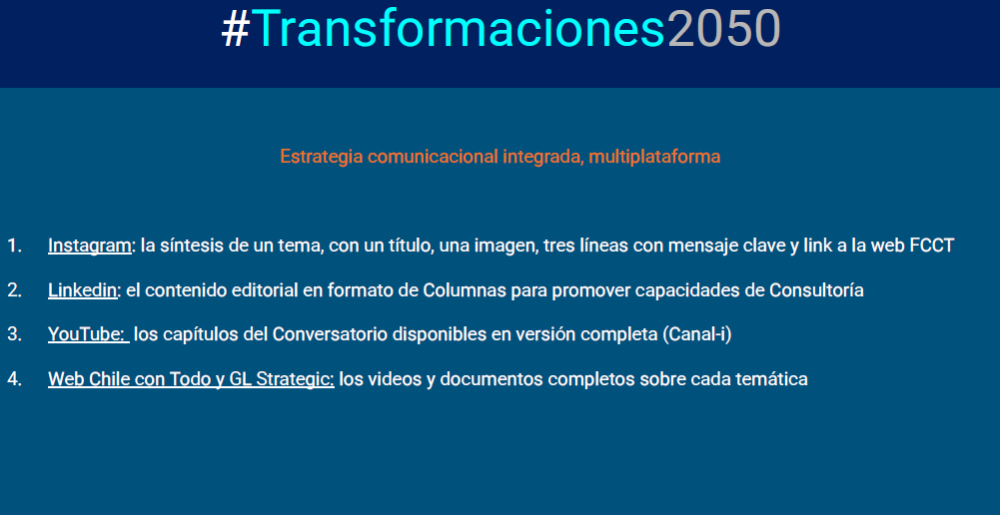 #Transformaciones2050
Estrategia comunicacional integrada, multiplataforma
1. Instagram: la síntesis de un tema, con un título, una imagen, tres líneas con mensaje clave y link a la web FCCT
2. Linkedin: el contenido editorial en formato de Columnas para promover capacidades de Consultoría
3. YouTube: los capítulos del Conversatorio disponibles en versión completa (Canal-i)
4. Web Chile con Todo y GL Strategic: los videos y documentos completos sobre cada temática